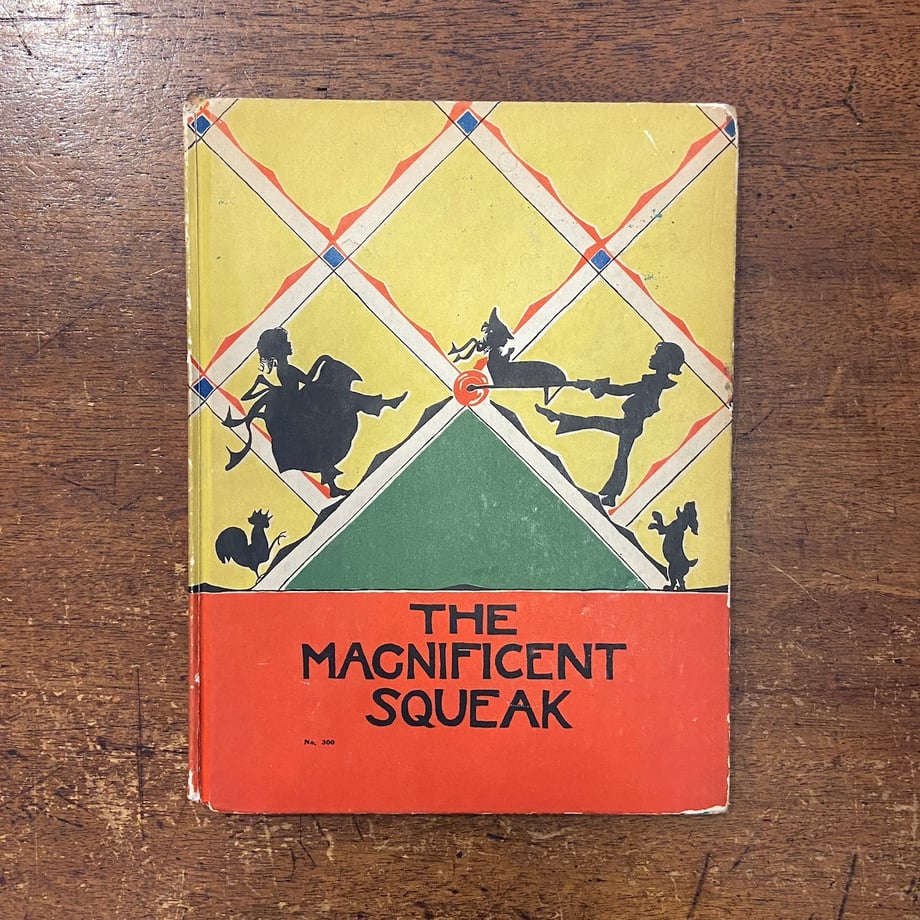 THE
MAGNIFICENT
SQUEAK
No. 300